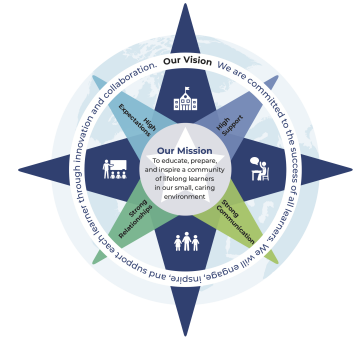 Our Vision We are committed to the success of all learners. We will engage, inspire, and support each learner through innovation and collaboration.
High
Expectations
High
Support
Our Mission
To educate, prepare,
and inspire a community
of lifelong learners
in our small, caring
environment
Strong
Relationships
Strong
Communication